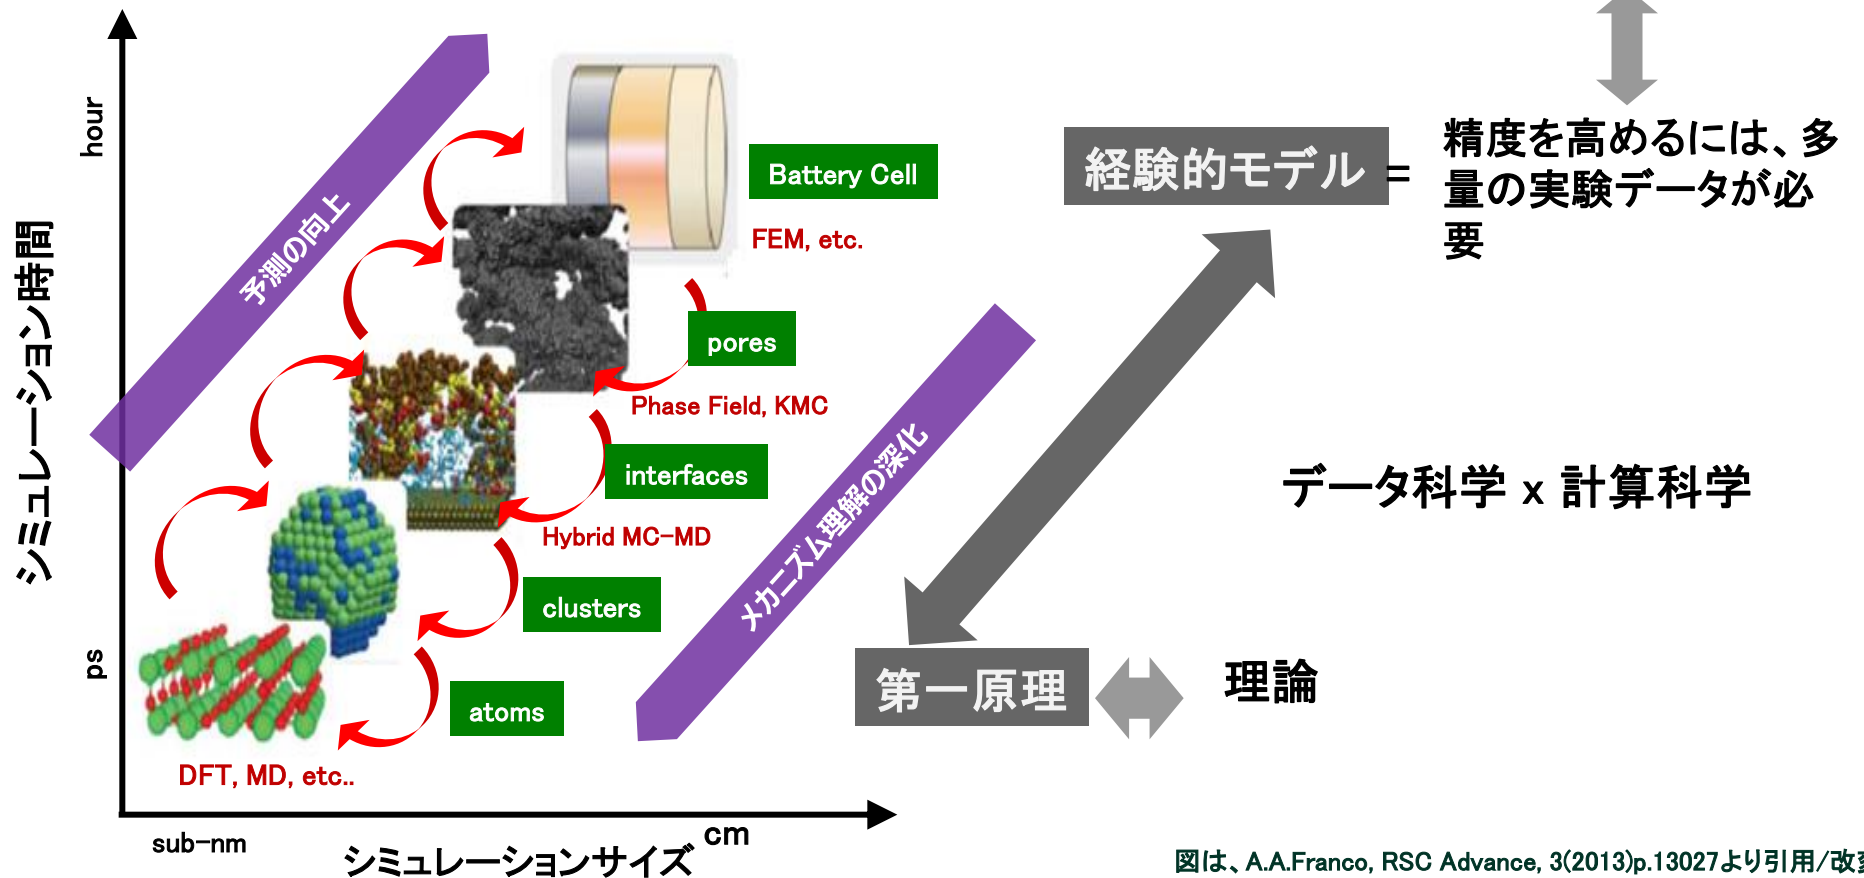 シミュレーション時間
hour
ps
予測の向上
Battery Cell
FEM, etc.
pores
Phase Field, KMC
interfaces
Hybrid MC-MD
clusters
atoms
DFT, MD, etc..
メカニズム理解の深化
sub-nm
シミュレーションサイズ
cm
経験的モデル
=
精度を高めるには、多
量の実験データが必
要
データ科学 x 計算科学
第一原理
理論
図は、A.A.Franco, RSC Advance, 3(2013)p.13027より引用/改変